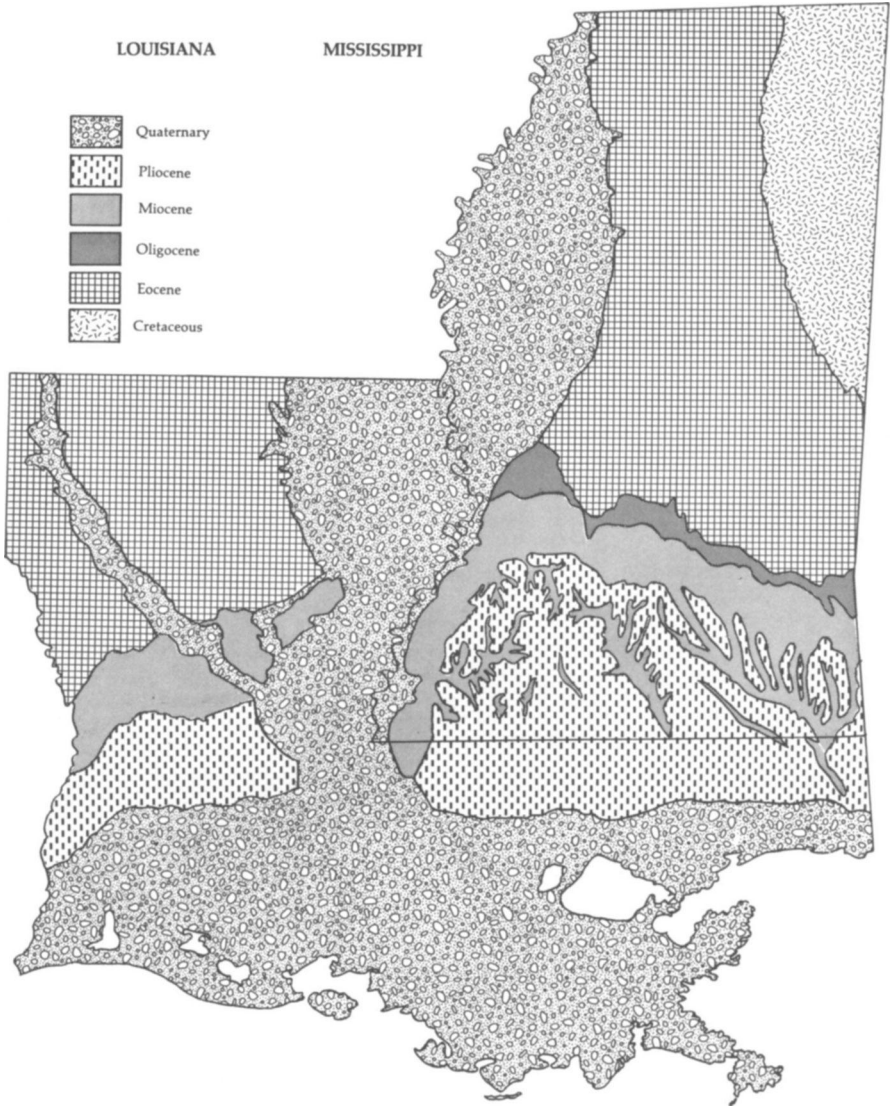 LOUISIANA MISSISSIPPI
Quaternary
Pliocene
Miocene
Oligocene
Eocene
Cretaceous